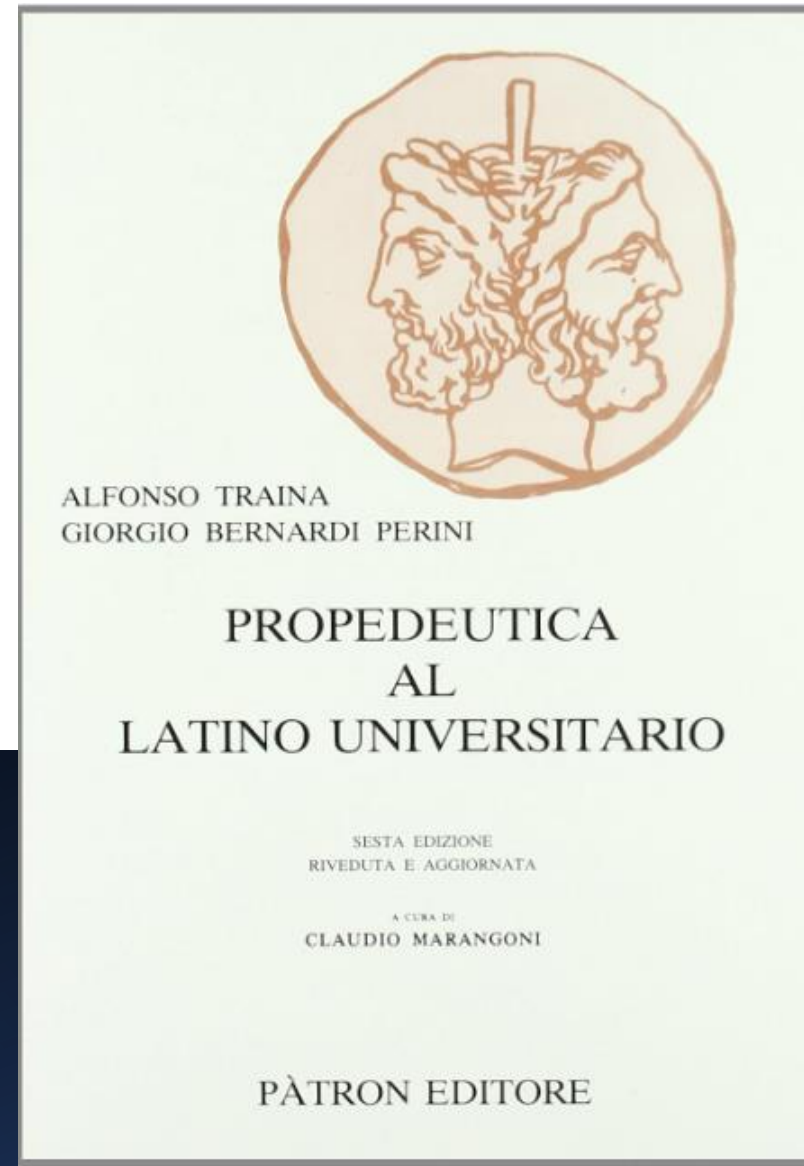 ALFONSO TRAINA
GIORGIO BERNARDI PERINI
PROPEDEUTICA
AL
LATINO UNIVERSITARIO
SESTA EDIZIONE
RIVEDUTA E AGGIORNATA
A CURA DI
CLAUDIO MARANGONI
PÀTRON EDITORE